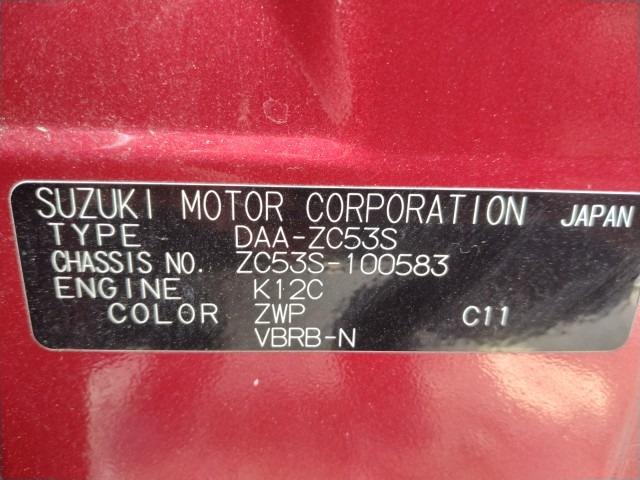 SUZUKI MOTOR CORPORATION JAPAN
TYPE DAA-ZC53S
CHASSIS NO. ZC53S-100583
ENGINE K12C
COLOR ZWP C11
VBRB-N